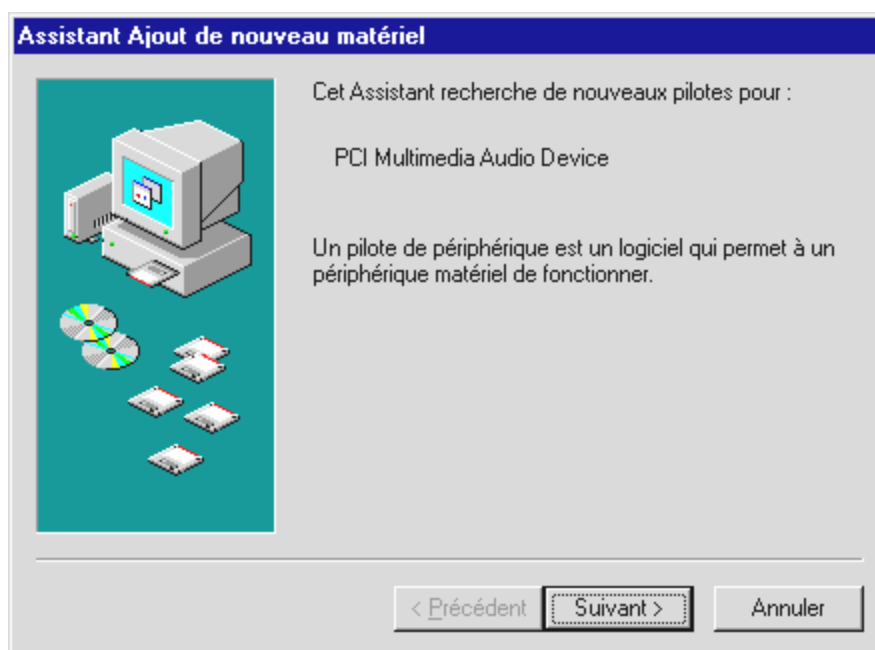 Assistant Ajout de nouveau matériel
Cet Assistant recherche de nouveaux pilotes pour :
PCI Multimedia Audio Device
Un pilote de périphérique est un logiciel qui permet à un
périphérique matériel de fonctionner.
< Précédent
Suivant >
Annuler